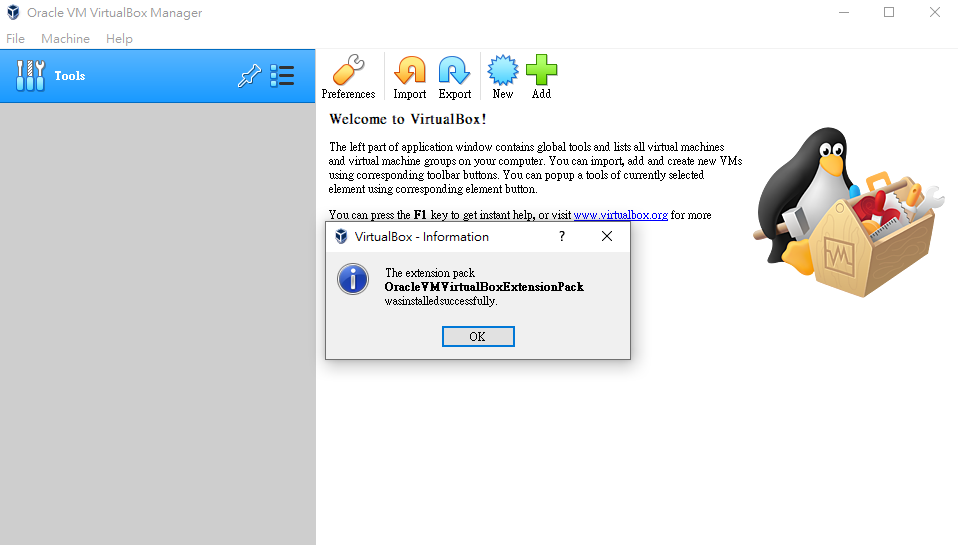 Oracle VM VirtualBox Manager
File Machine Help
Tools
Preferences Import Export New Add
Welcome to VirtualBox!
The left part of application window contains global tools and lists all virtual machines
and virtual machine groups on your computer. You can import, add and create new VMs
using corresponding toolbar buttons. You can popup a tools of currently selected
element using corresponding element button.
You can press the F1 key to get instant help, or visit www.virtualbox.org for more
VirtualBox - Information ?
The extension pack
OracleVMVirtualBoxExtensionPack
wasinstalledsuccessfully.
OK